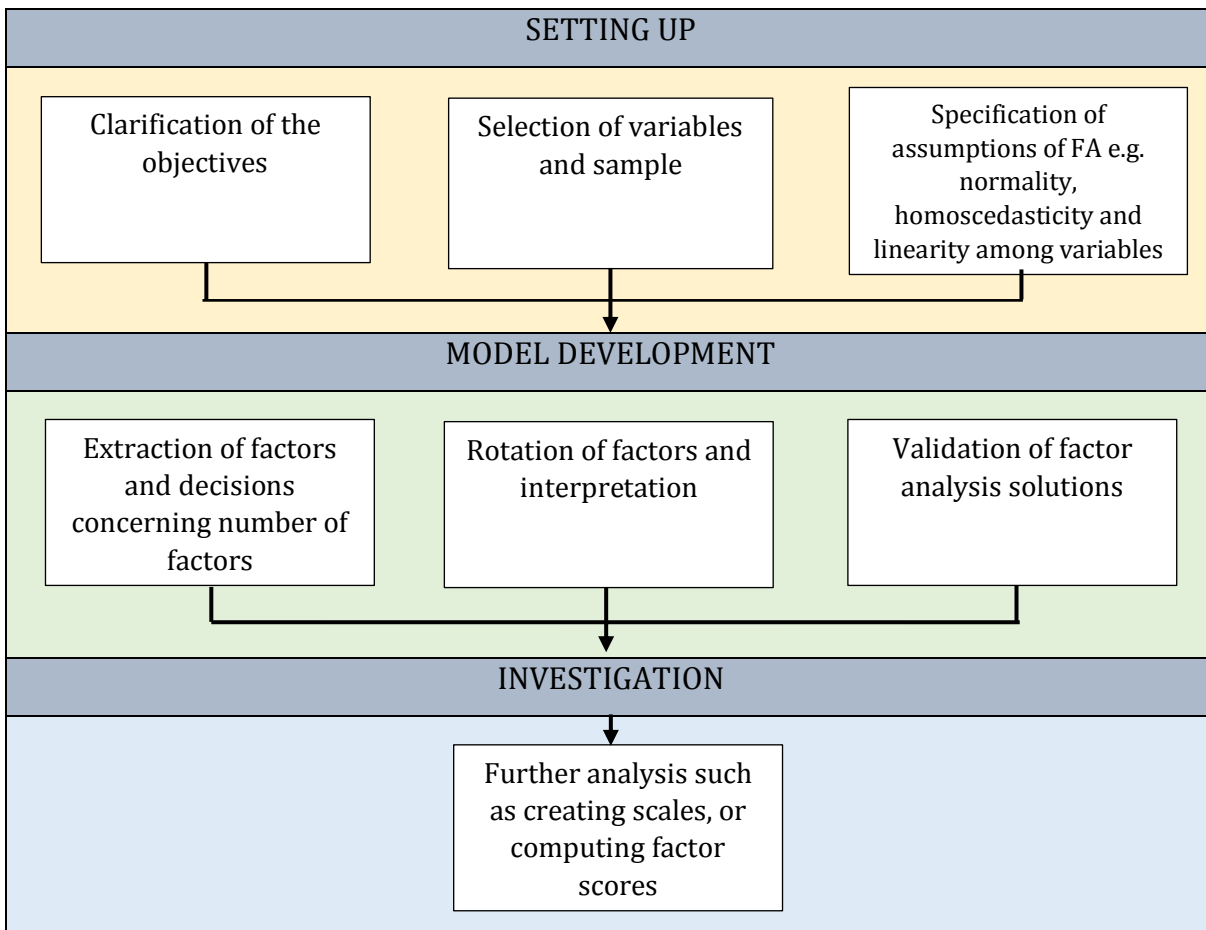 SETTING UP
Clarification of the
objectives
Selection of variables
and sample
Specification of
assumptions of FA e.g.
normality,
homoscedasticity and
linearity among variables
MODEL DEVELOPMENT
Extraction of factors
and decisions
concerning number of
factors
Rotation of factors and
interpretation
Validation of factor
analysis solutions
INVESTIGATION
Further analysis such
as creating scales, or
computing factor
scores